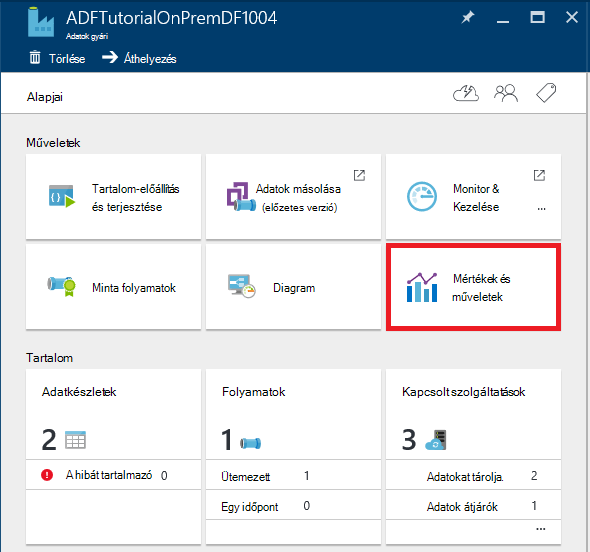 ADFTutorialOnPremDF1004
Adatok gyári
Törlése Áthelyezés
Alapjai
Műveletek
Tartalom-előállítás
és terjesztése
Adatok másolása
(előzetes verzió)
Monitor &
Kezelése
...
Minta folyamatok
Diagram
Mértékek és
műveletek
Tartalom
Adatkészletek
2
A hibát tartalmazó 0
Folyamatok
1
Ütemezett 1
Egy időpont 0
Kapcsolt szolgáltatások
3
Adatokat tárolja. 2
Adatok átjárók 1
...